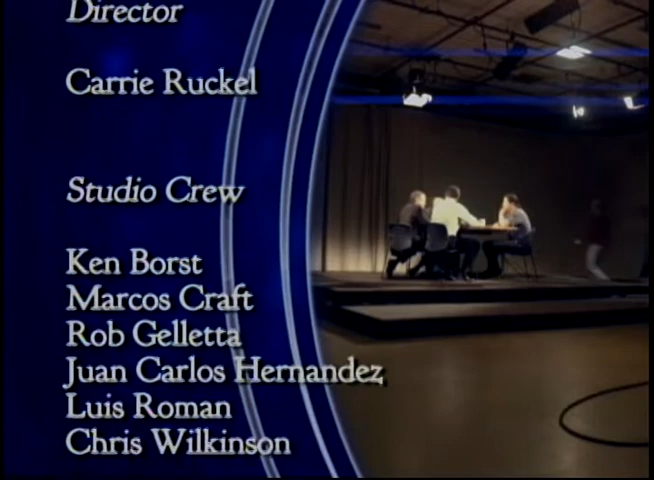 Director
Carrie Ruckel
Studio Crew
Ken Borst
Marcos Craft
Rob Gelletta
Juan Carlos Hernandez
Luis Roman
Chris Wilkinson